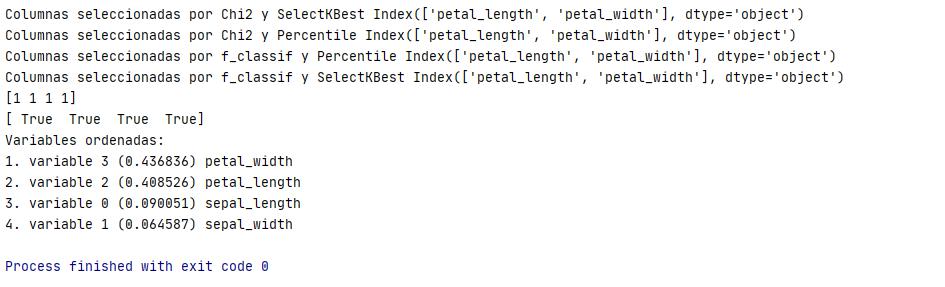 Columnas seleccionadas por Chi2 y SelectKBest Index(['petal_length', 'petal_width'], dtype='object')
Columnas seleccionadas por Chi2 y Percentile Index(['petal_length', 'petal_width'], dtype='object')
Columnas seleccionadas por f_classif y Percentile Index(['petal_length', 'petal_width'], dtype='object')
Columnas seleccionadas por f_classif y SelectKBest Index(['petal_length', 'petal_width'], dtype='object')
[1 1 1 1]
[ True  True  True  True]
Variables ordenadas:
1. variable 3 (0.436836) petal_width
2. variable 2 (0.408526) petal_length
3. variable 0 (0.090051) sepal_length
4. variable 1 (0.064587) sepal_width
Process finished with exit code 0